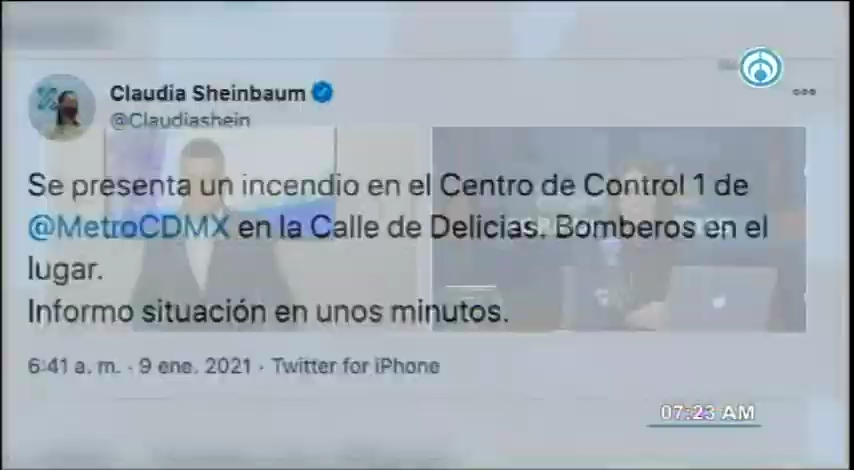 Claudia Sheinbaum
@Claudiashein
Se presenta un incendio en el Centro de Control 1 de
@MetroCDMX en la Calle de Delicias. Bomberos en el
lugar.
Informo situación en unos minutos.
6:41 a. m. · 9 ene. 2021 · Twitter for iPhone
07:23 AM